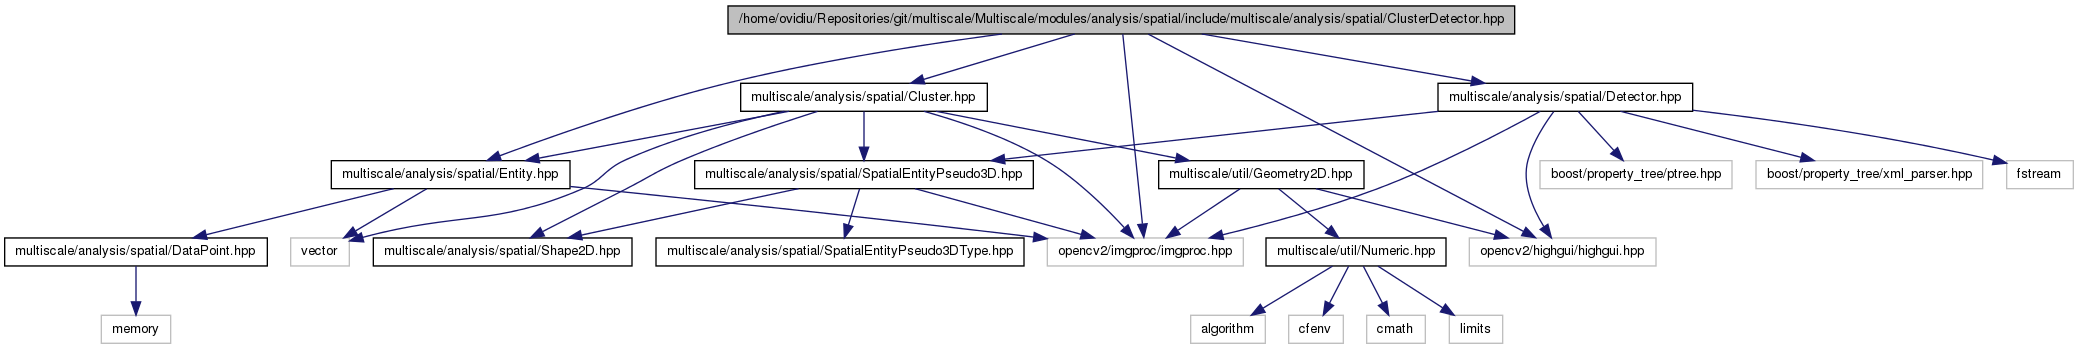 /home/ovidiu/Repositories/git/multiscale/Multiscale/modules/analysis/spatial/include/multiscale/analysis/spatial/ClusterDetector.hpp
multiscale/analysis/spatial/Cluster.hpp
multiscale/analysis/spatial/Detector.hpp
multiscale/analysis/spatial/Entity.hpp
multiscale/analysis/spatial/SpatialEntityPseudo3D.hpp
multiscale/util/Geometry2D.hpp
boost/property_tree/ptree.hpp
boost/property_tree/xml_parser.hpp
fstream
multiscale/analysis/spatial/DataPoint.hpp
vector
multiscale/analysis/spatial/Shape2D.hpp
multiscale/analysis/spatial/SpatialEntityPseudo3DType.hpp
opencv2/imgproc/imgproc.hpp
multiscale/util/Numeric.hpp
opencv2/highgui/highgui.hpp
memory
algorithm
cfenv
cmath
limits